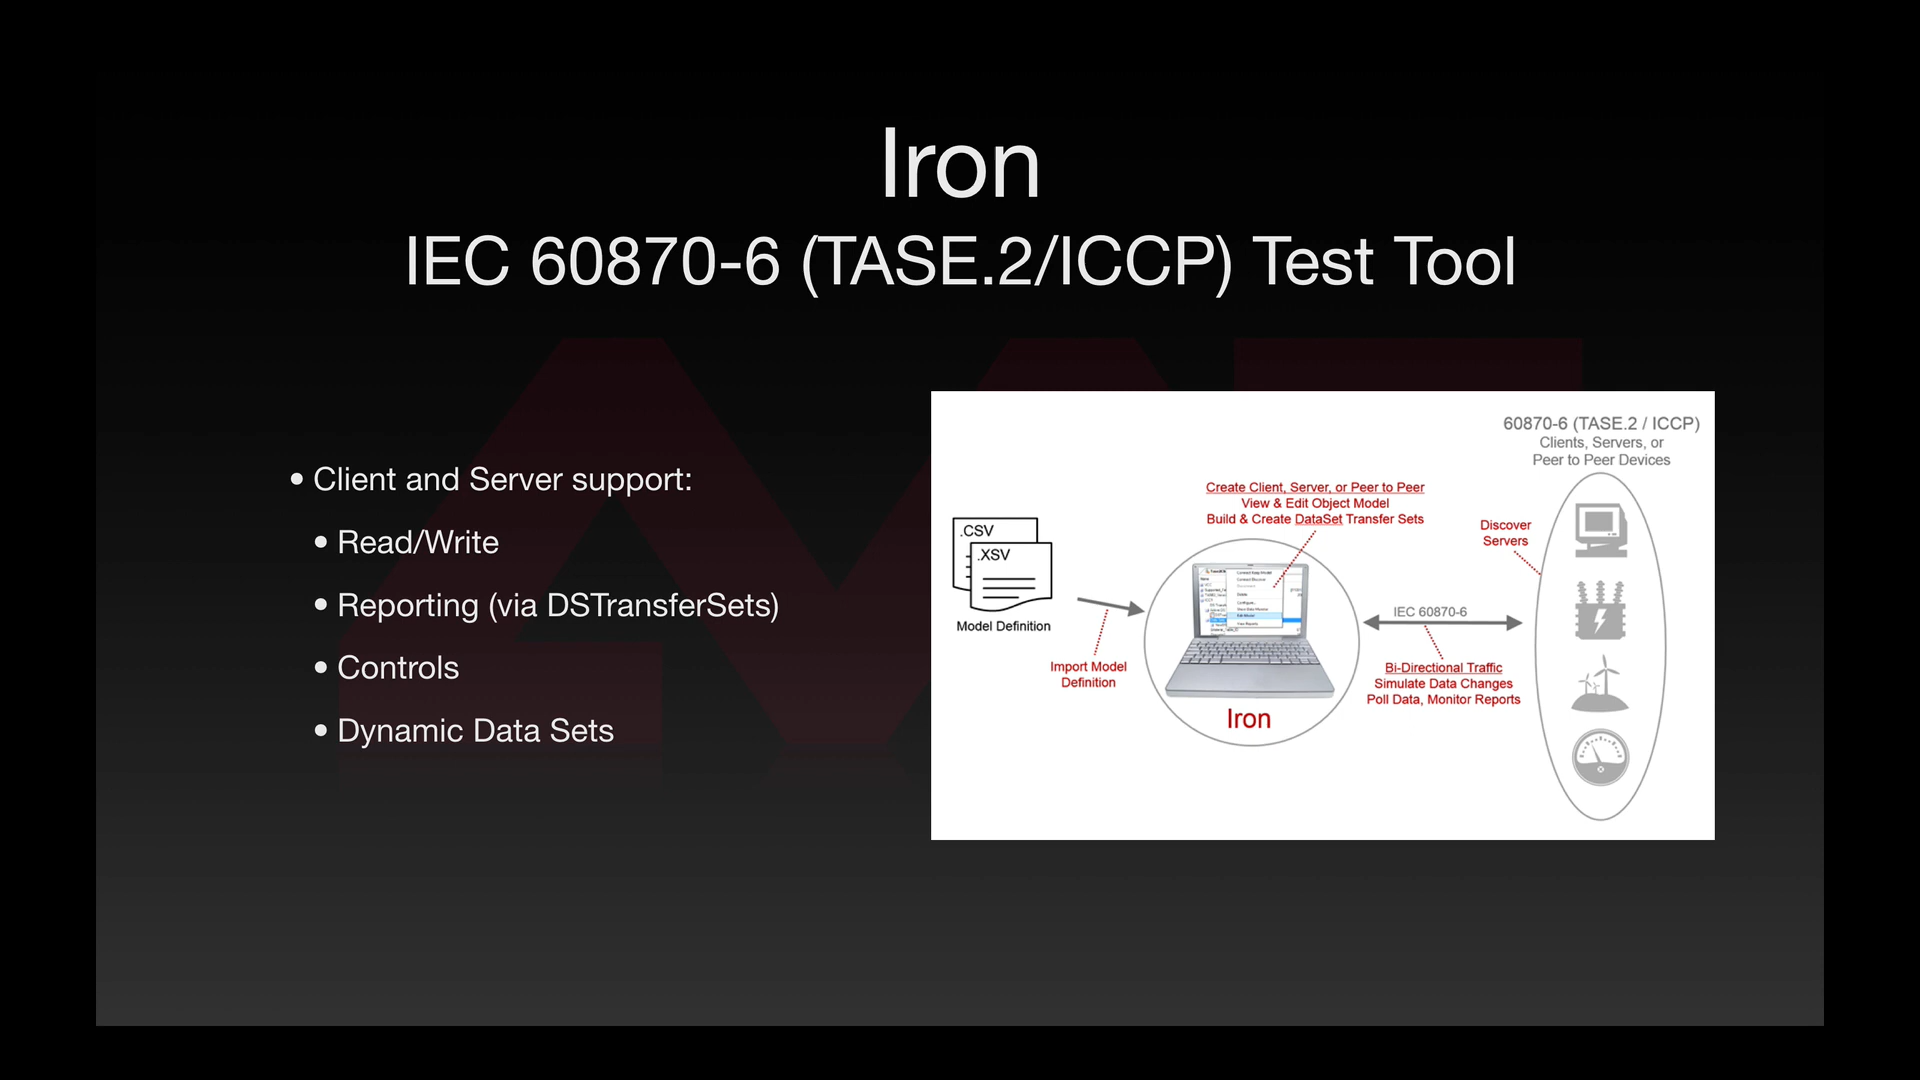 Iron
IEC 60870-6 (TASE.2/ICCP) Test Tool
• Client and Server support:
• Read/Write
• Reporting (via DSTransferSets)
• Controls
• Dynamic Data Sets
60870-6 (TASE.2 / ICCP)
Clients, Servers, or
Peer to Peer Devices
Create Client, Server, or Peer to Peer
View & Edit Object Model
Build & Create DataSet Transfer Sets
Discover
Servers
.CSV
.XSV
Model Definition
Import Model
Definition
Iron
IEC 60870-6
Bi-Directional Traffic
Simulate Data Changes
Poll Data, Monitor Reports